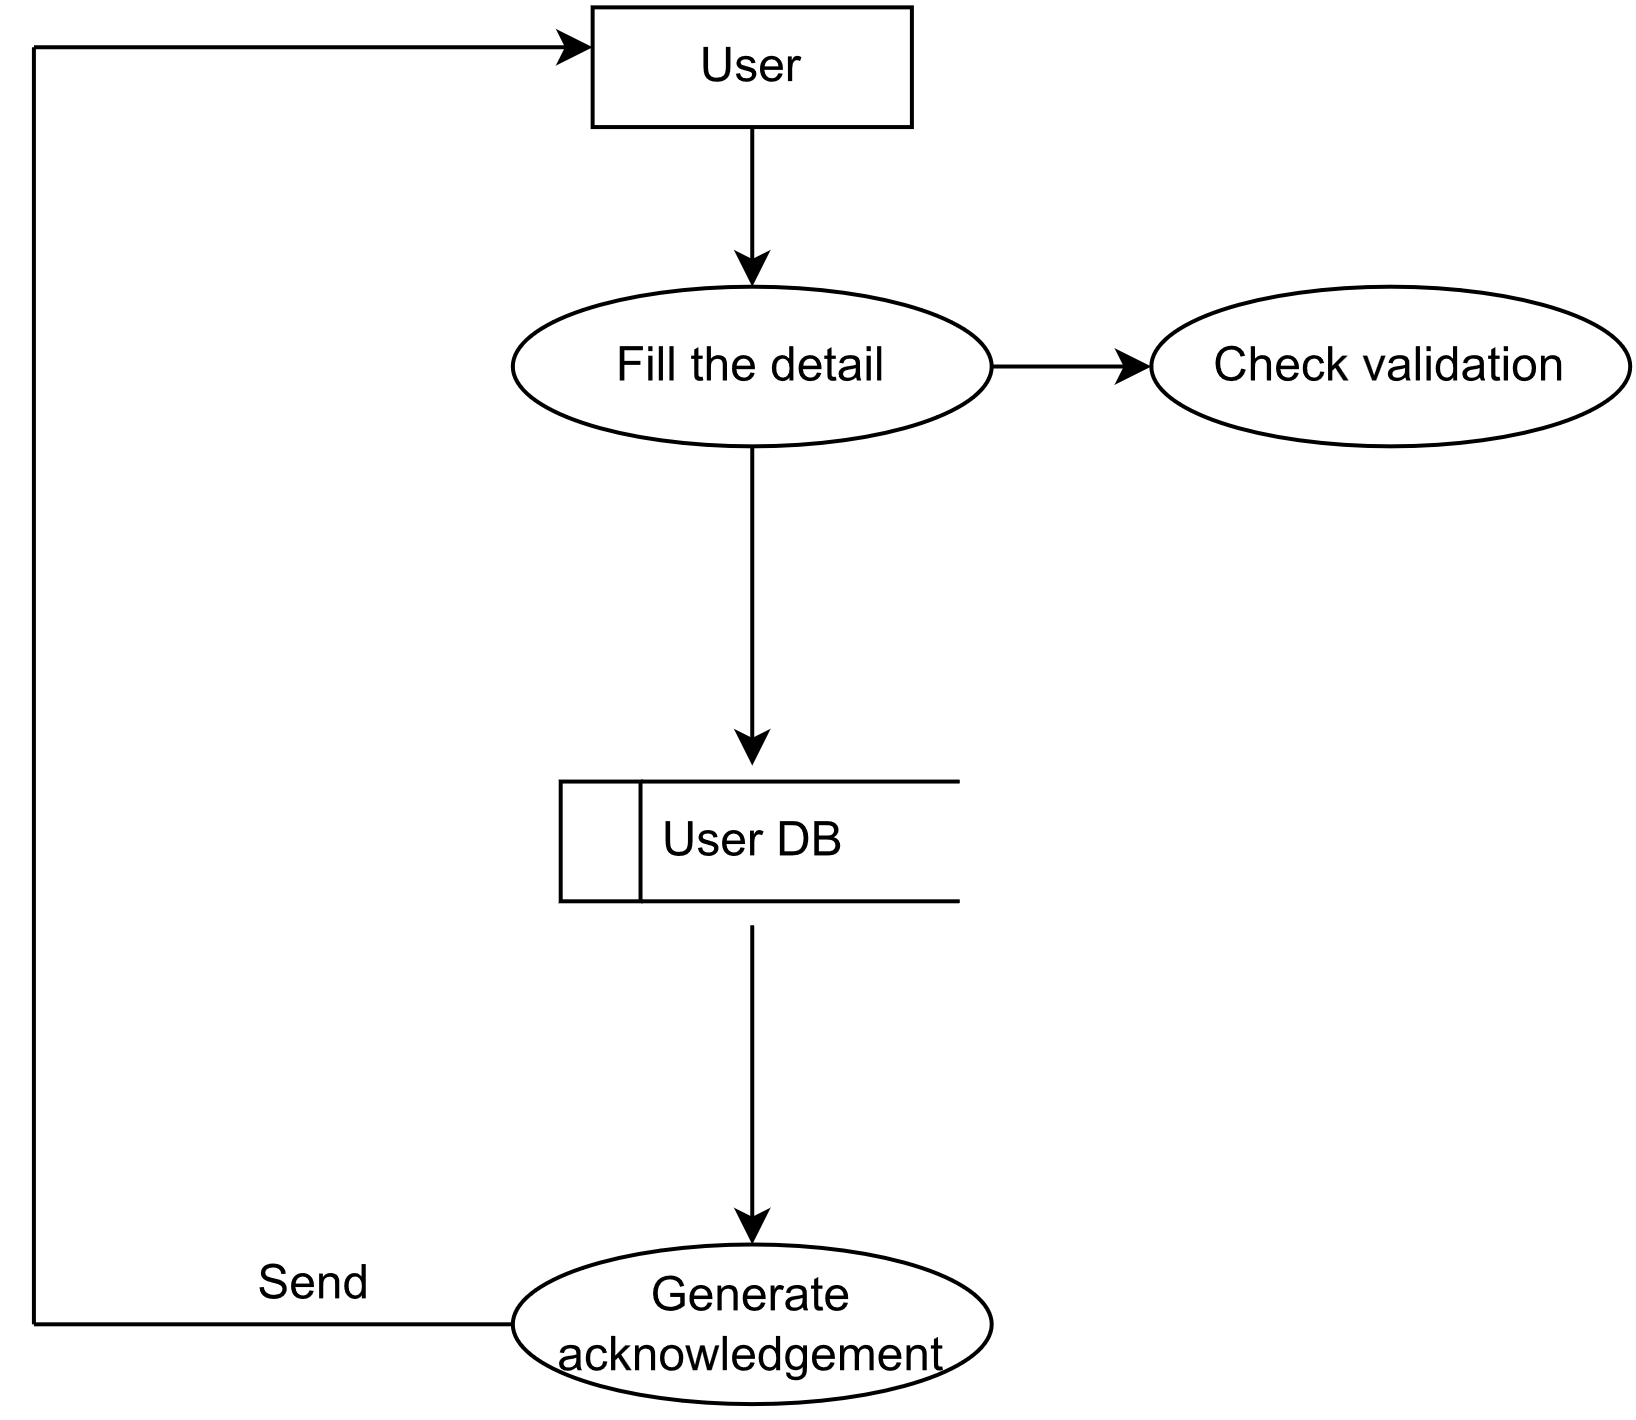 User
Fill the detail
Check validation
User DB
Send
Generate
acknowledgement